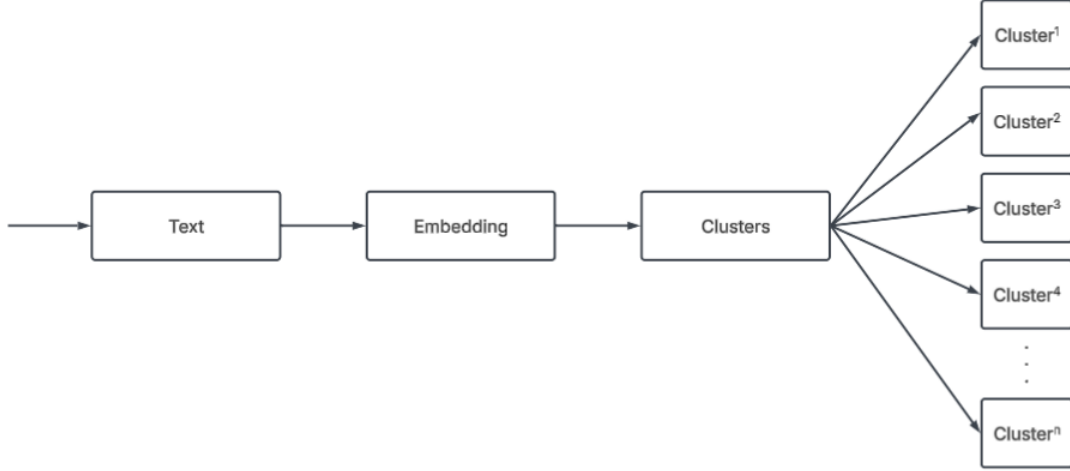 Text
Embedding
Clusters
Cluster¹
Cluster²
Cluster³
Cluster⁴
Clusterⁿ